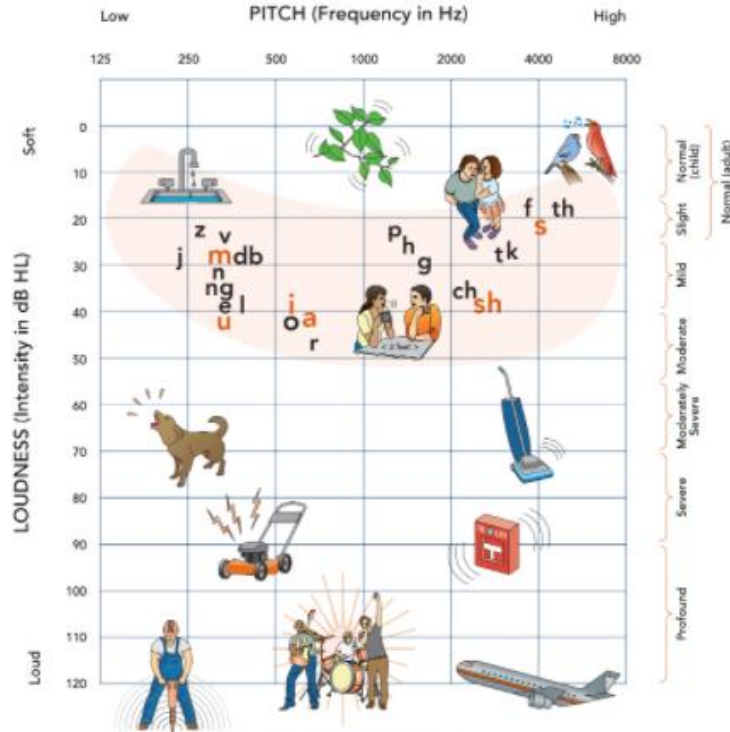 PITCH (Frequency in Hz)
Low High
125 250 500 1000 2000 4000 8000
Soft
Loud
LOUDNESS (Intensity in dB HL)
0
10
20
30
40
50
60
70
80
90
100
110
120
z v
j m db
n
ng
e l
u
i
o a
r
p h
g
ch sh
f s th
t k
Normal (child)
Normal (adult)
Slight
Mild
Moderate
Moderately Severe
Severe
Profound